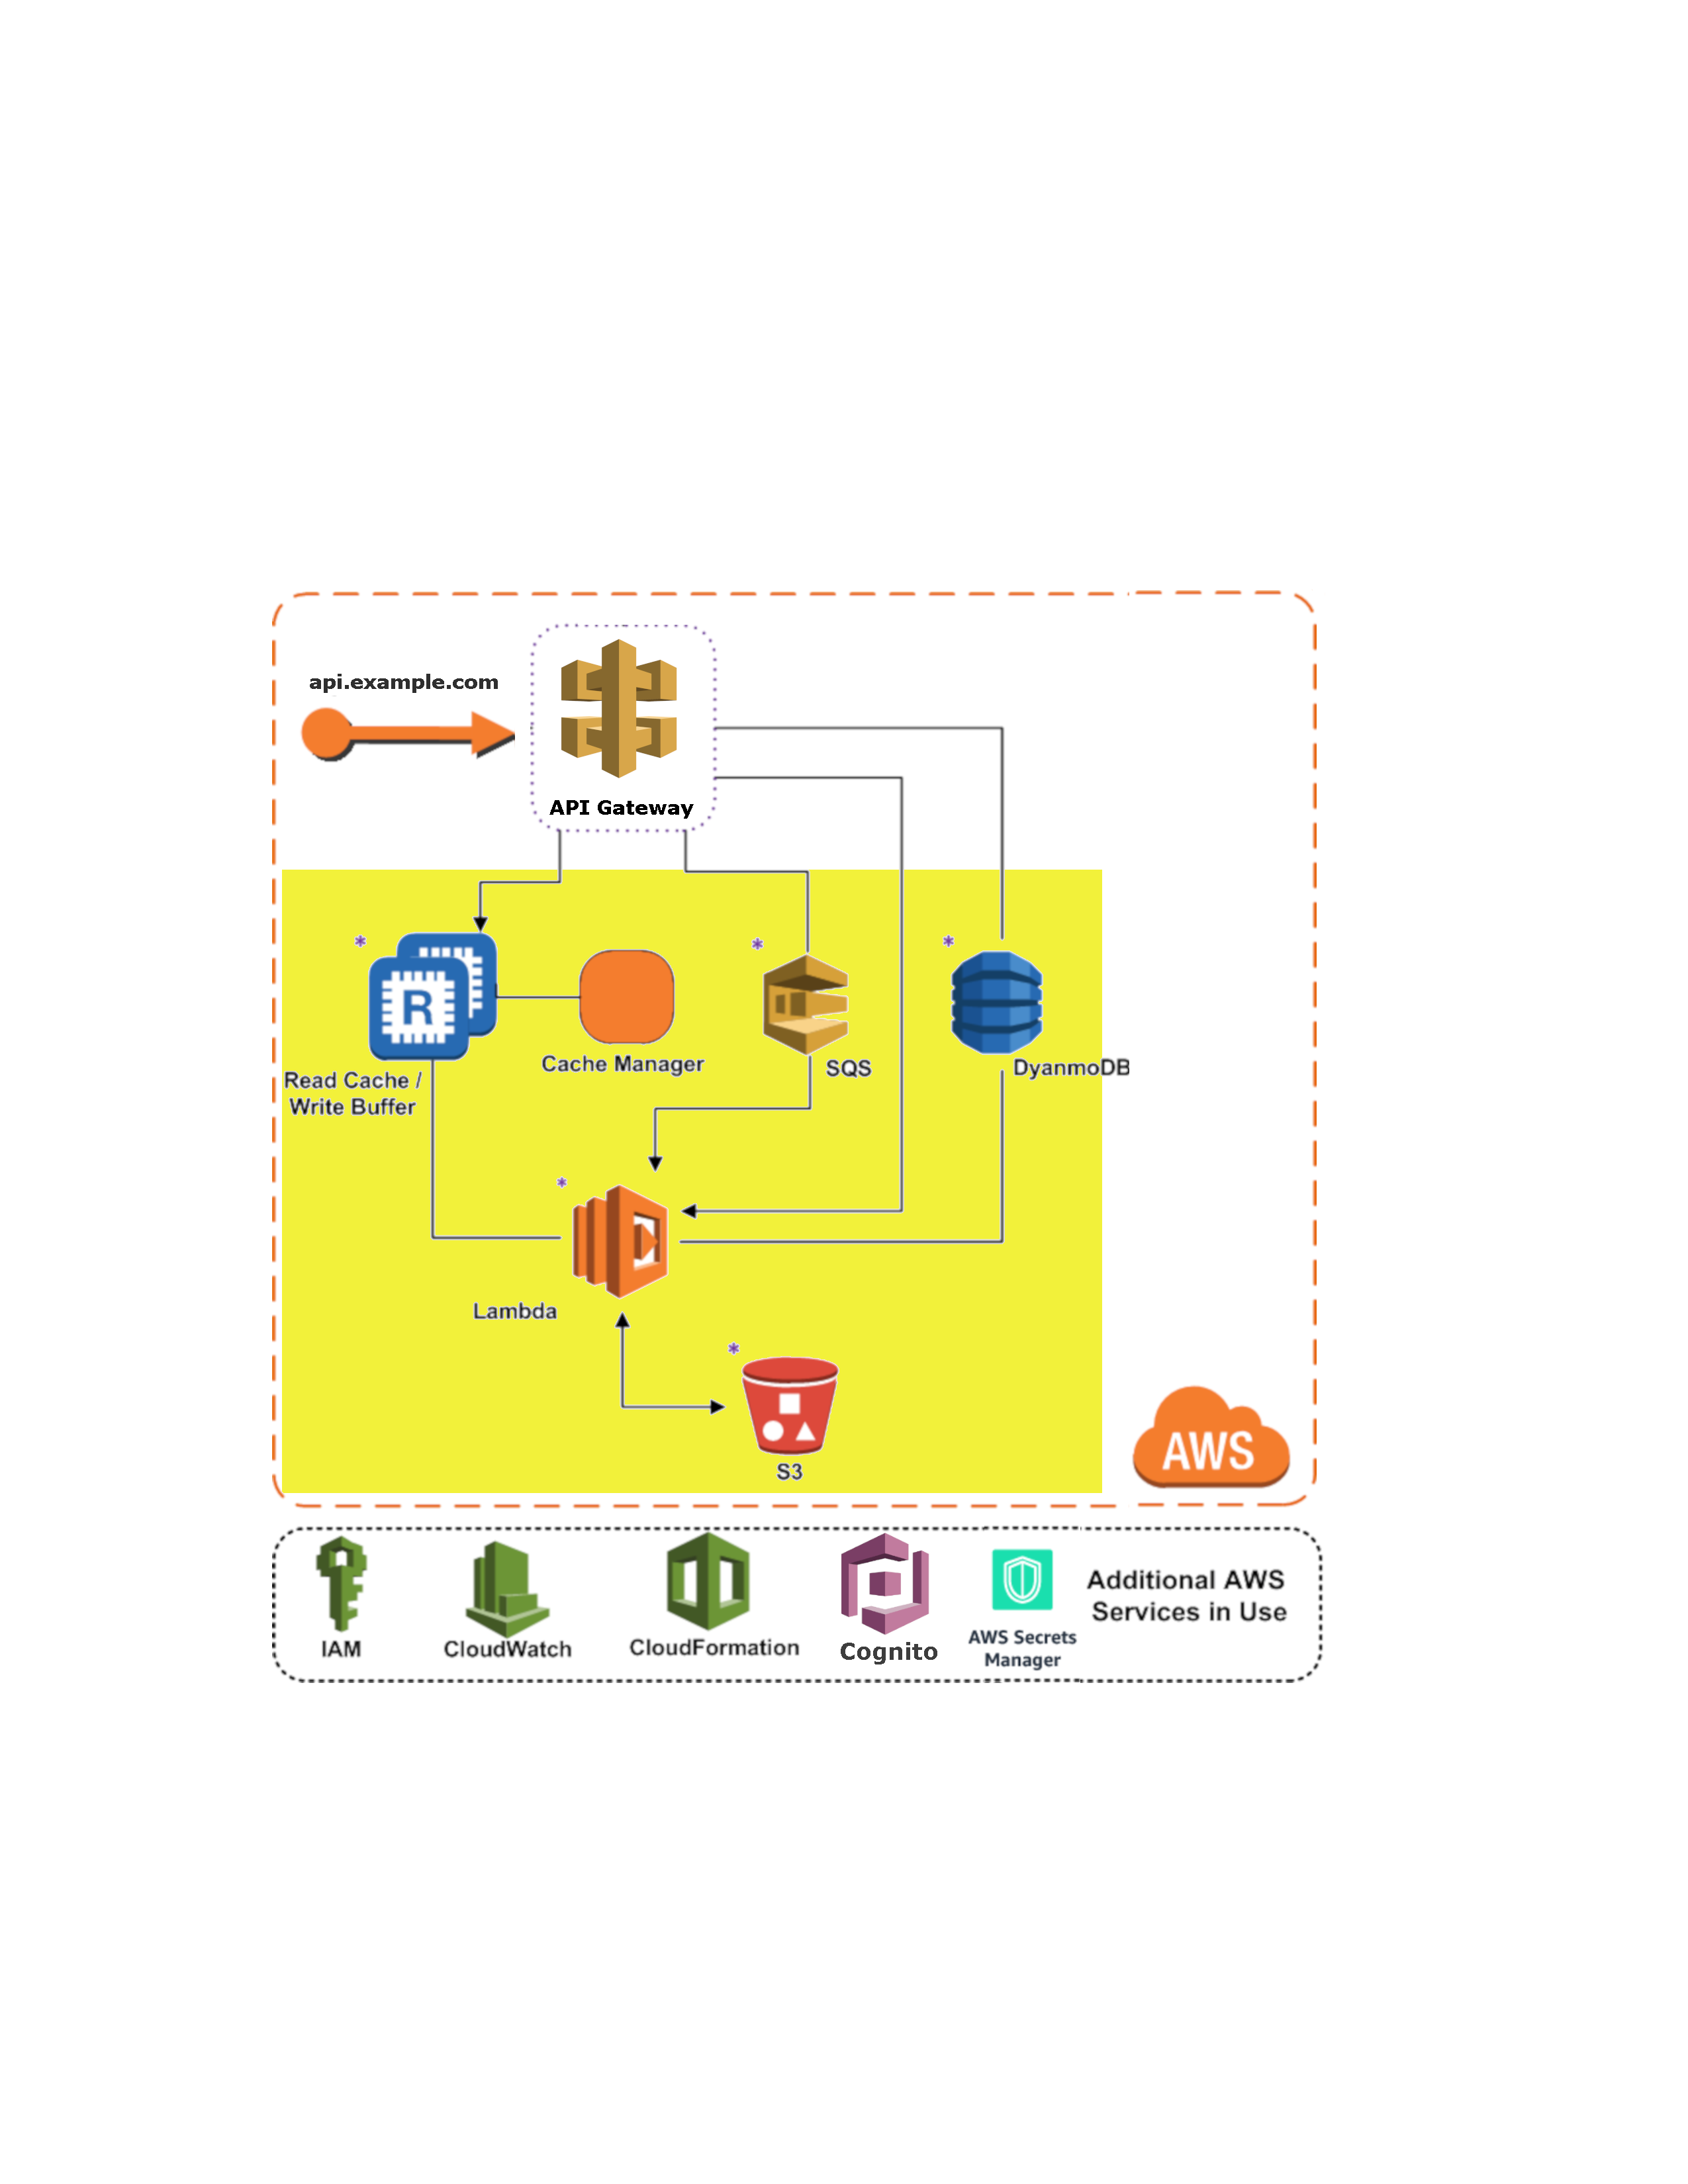 api.example.com
API Gateway
*
*
*
R
Cache Manager
SQS
DyanmoDB
Read Cache /
Write Buffer
*
Lambda
*
S3
AWS
IAM
CloudWatch
CloudFormation
Cognito
AWS Secrets
Manager
Additional AWS
Services in Use